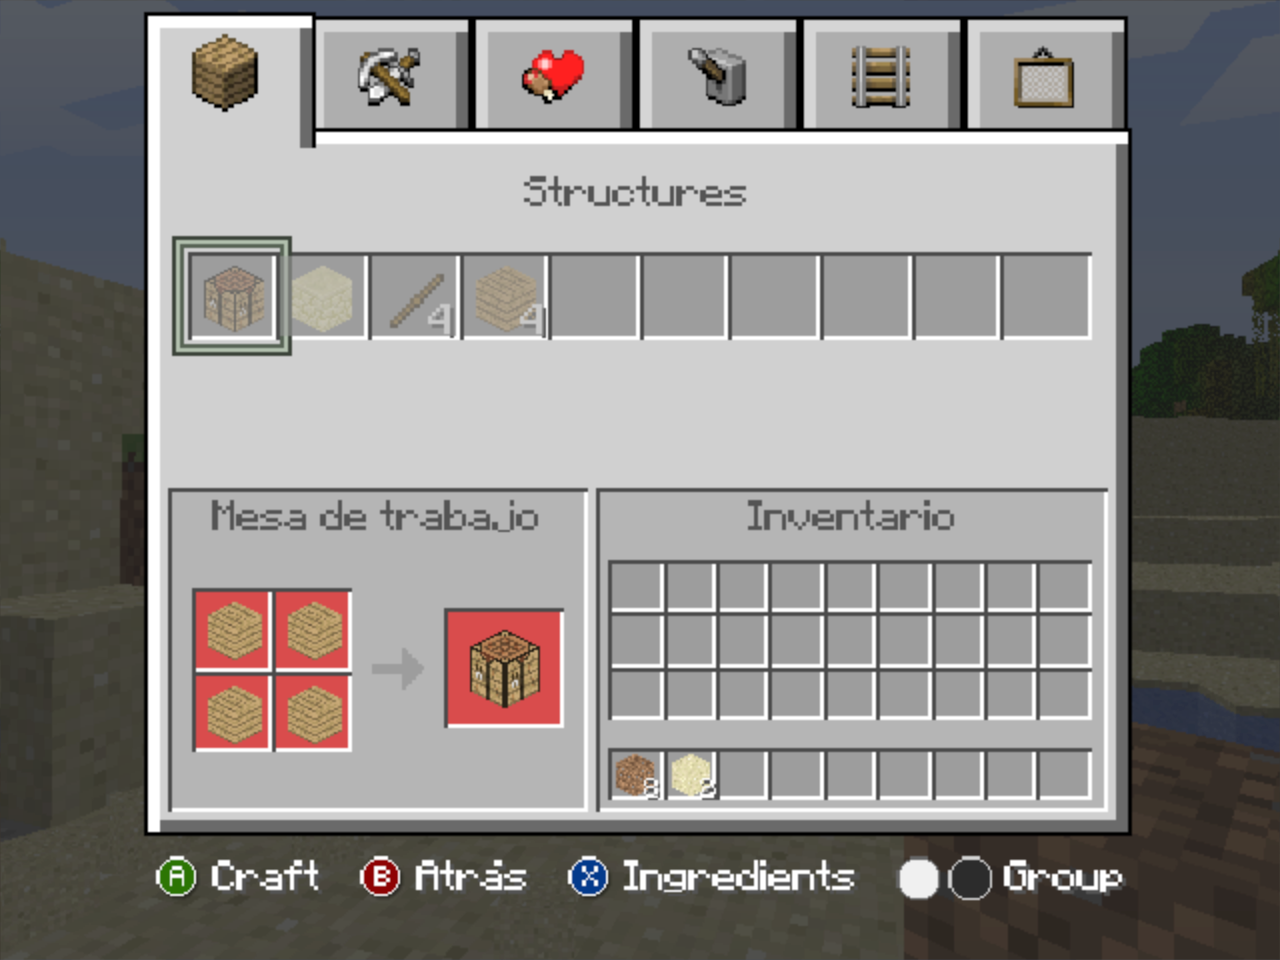 Structures
4 4
Mesa de trabajo
Inventario
8 2
A Craft B Atrás X Ingredients Group